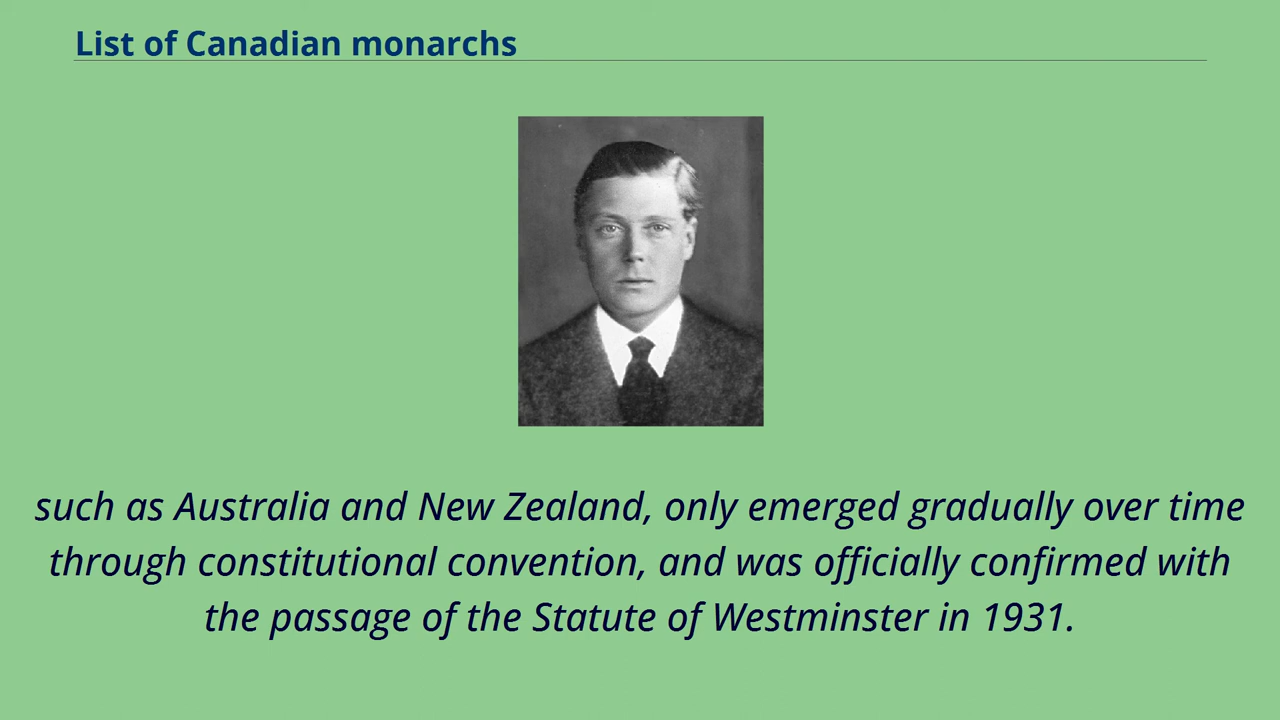 List of Canadian monarchs
such as Australia and New Zealand, only emerged gradually over time
through constitutional convention, and was officially confirmed with
the passage of the Statute of Westminster in 1931.